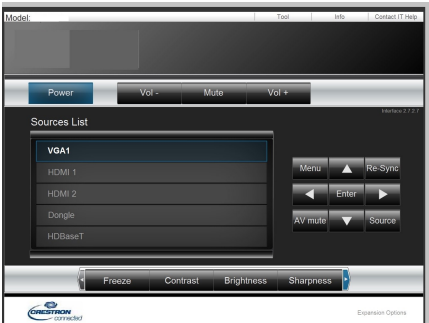 Model:
Tool Info Contact IT Help
Power Vol - Mute Vol +
Interface 2.7.2.7
Sources List
VGA1
HDMI 1
HDMI 2
Dongle
HDBaseT
Menu Re-Sync
Enter
AV mute Source
Freeze Contrast Brightness Sharpness
CRESTRON
connected
Expansion Options